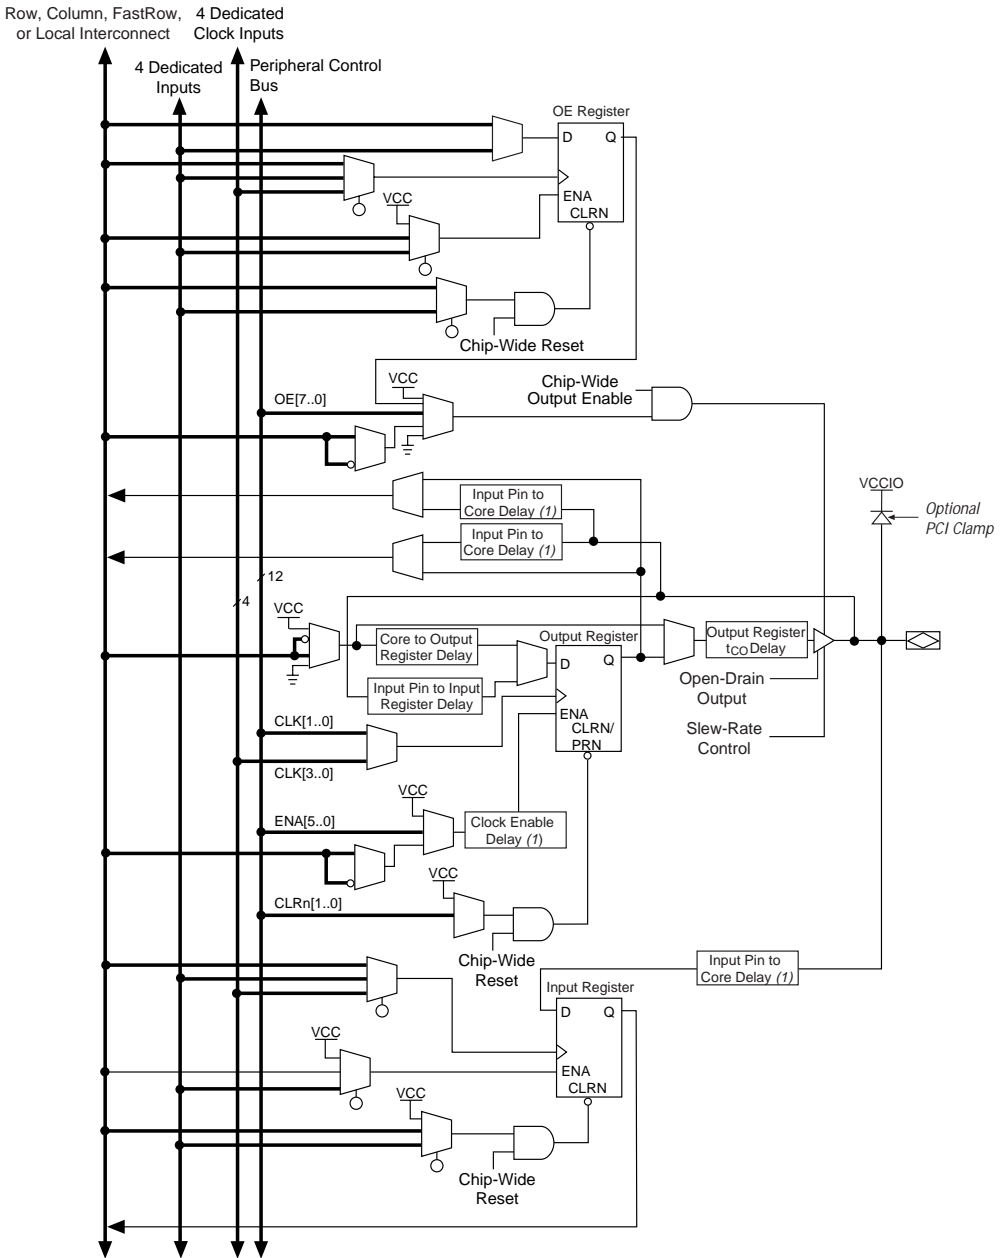 Row, Column, FastRow,
or Local Interconnect
4 Dedicated
Clock Inputs
4 Dedicated
Inputs
Peripheral Control
Bus
OE Register
D
Q
ENA
CLRN
VCC
Chip-Wide Reset
VCC
OE[7..0]
Chip-Wide
Output Enable
Input Pin to
Core Delay (1)
Input Pin to
Core Delay (1)
VCCIO
Optional
PCI Clamp
12
4
VCC
Core to Output
Register Delay
Input Pin to Input
Register Delay
Output Register
D
Q
ENA
CLRN/
PRN
Output Register
tCO Delay
Open-Drain
Output
Slew-Rate
Control
CLK[1..0]
CLK[3..0]
VCC
ENA[5..0]
Clock Enable
Delay (1)
VCC
CLRn[1..0]
Chip-Wide
Reset
Input Pin to
Core Delay (1)
Input Register
D
Q
ENA
CLRN
VCC
VCC
Chip-Wide
Reset